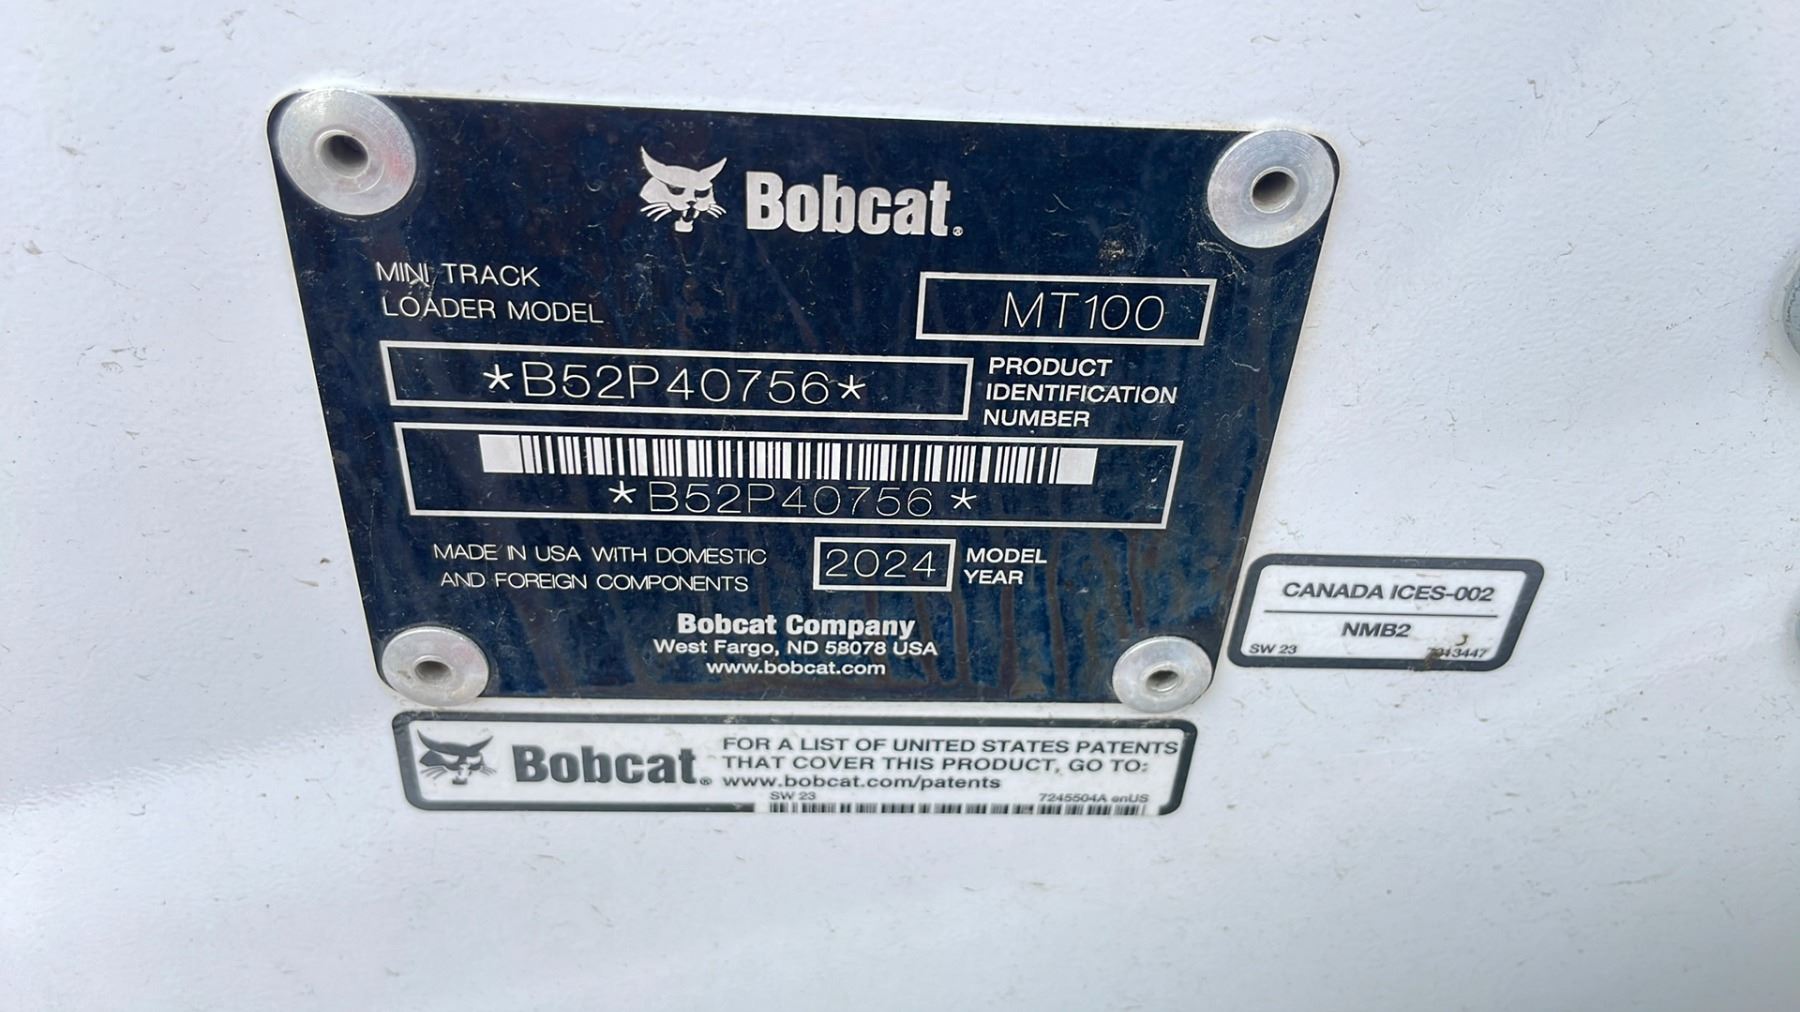 Bobcat®
MINI TRACK
LOADER MODEL
MT100
*B52P40756*
PRODUCT
IDENTIFICATION
NUMBER
*B52P40756*
MADE IN USA WITH DOMESTIC
AND FOREIGN COMPONENTS
2024
MODEL
YEAR
Bobcat Company
West Fargo, ND 58078 USA
www.bobcat.com
CANADA ICES-002
NMB2
SW 23
Bobcat®
FOR A LIST OF UNITED STATES PATENTS
THAT COVER THIS PRODUCT, GO TO:
www.bobcat.com/patents
SW 23 7245504A enUS